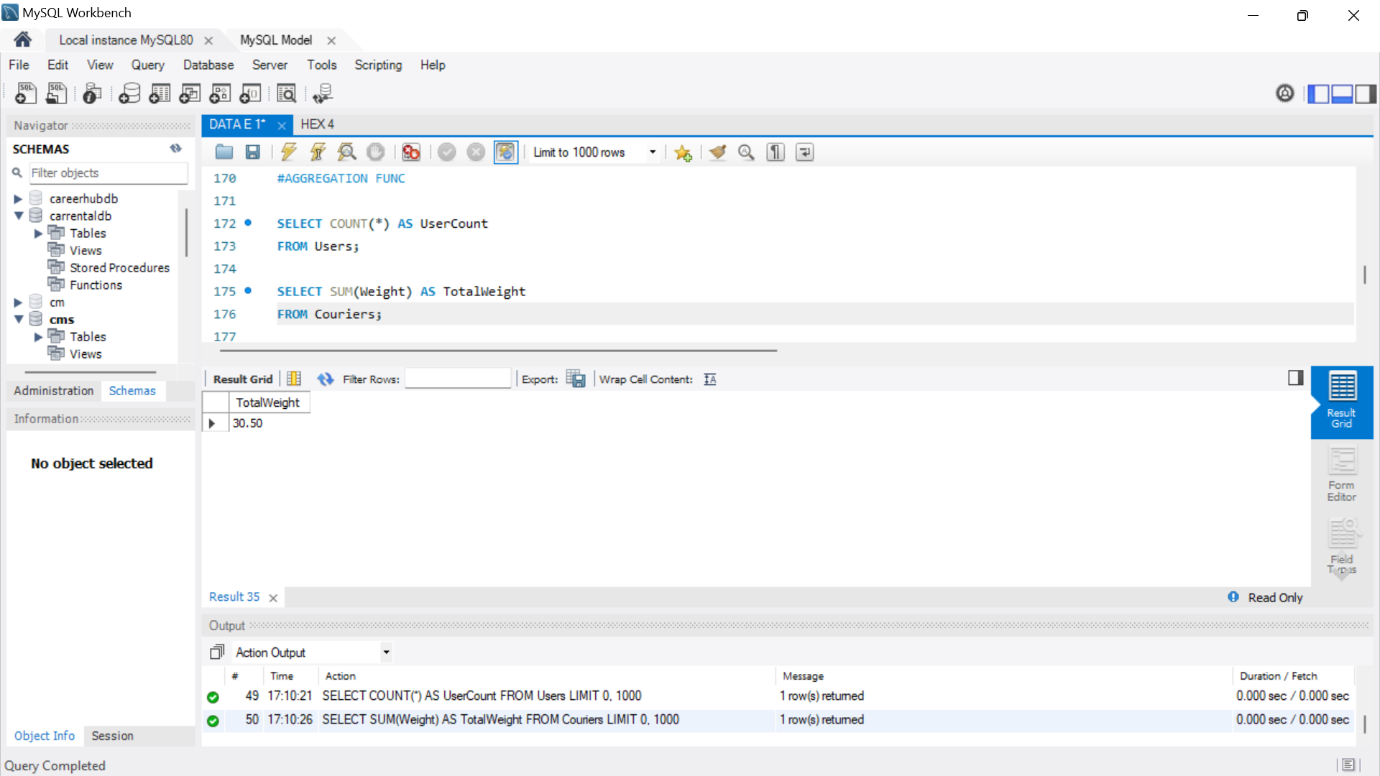 MySQL Workbench
Local instance MySQL80
MySQL Model
File Edit View Query Database Server Tools Scripting Help
Navigator
SCHEMAS
Filter objects
careerhubdb
carrentaldb
Tables
Views
Stored Procedures
Functions
cm
cms
Tables
Views
Administration Schemas
Information
No object selected
Object Info Session
DATA E 1* HEX 4
Limit to 1000 rows
170 #AGGREGATION FUNC
171
172 SELECT COUNT(*) AS UserCount
173 FROM Users;
174
175 SELECT SUM(Weight) AS TotalWeight
176 FROM Couriers;
177
Result Grid Filter Rows: Export: Wrap Cell Content:
TotalWeight
30.50
Result
Grid
Form
Editor
Field
Types
Result 35 Read Only
Output
Action Output
# Time Action Message Duration / Fetch
49 17:10:21 SELECT COUNT(*) AS UserCount FROM Users LIMIT 0, 1000 1 row(s) returned 0.000 sec / 0.000 sec
50 17:10:26 SELECT SUM(Weight) AS TotalWeight FROM Couriers LIMIT 0, 1000 1 row(s) returned 0.000 sec / 0.000 sec
Query Completed